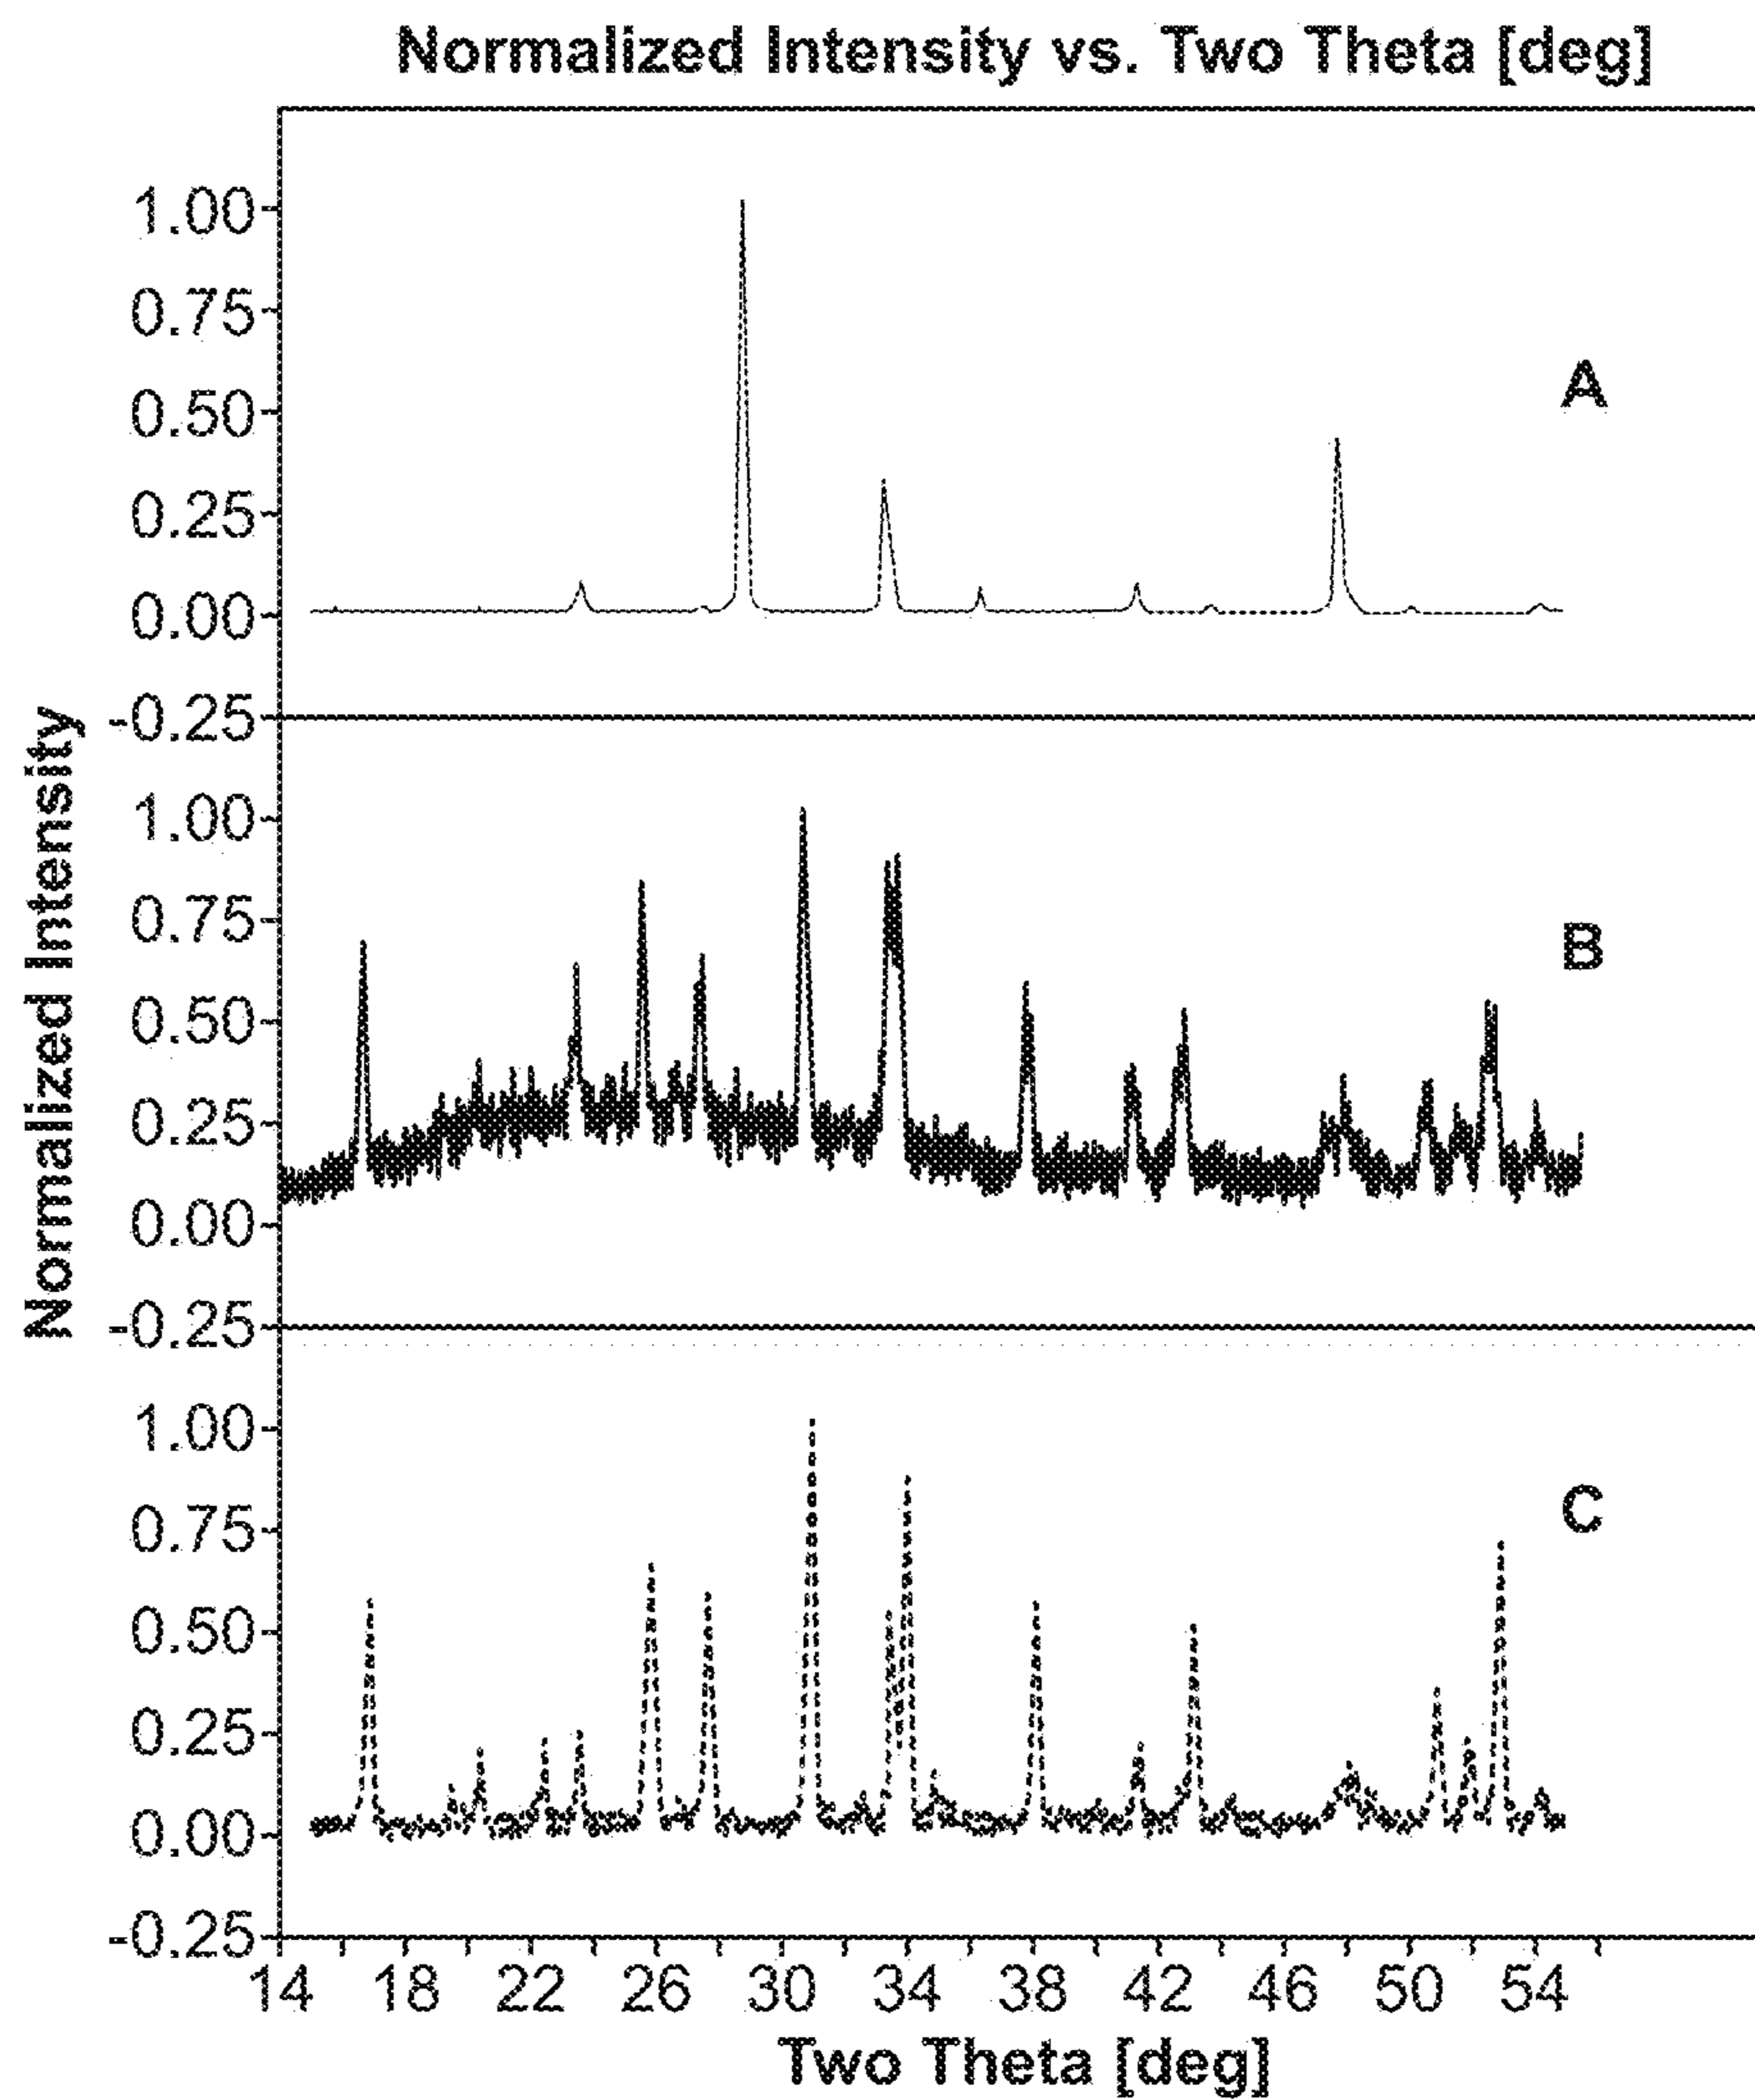 Normalized Intensity vs. Two Theta [deg]
1.00
0.75
0.50
0.25
0.00
-0.25
A
1.00
0.75
0.50
0.25
0.00
-0.25
B
1.00
0.75
0.50
0.25
0.00
-0.25
C
Normalized Intensity
14 18 22 26 30 34 38 42 46 50 54
Two Theta [deg]